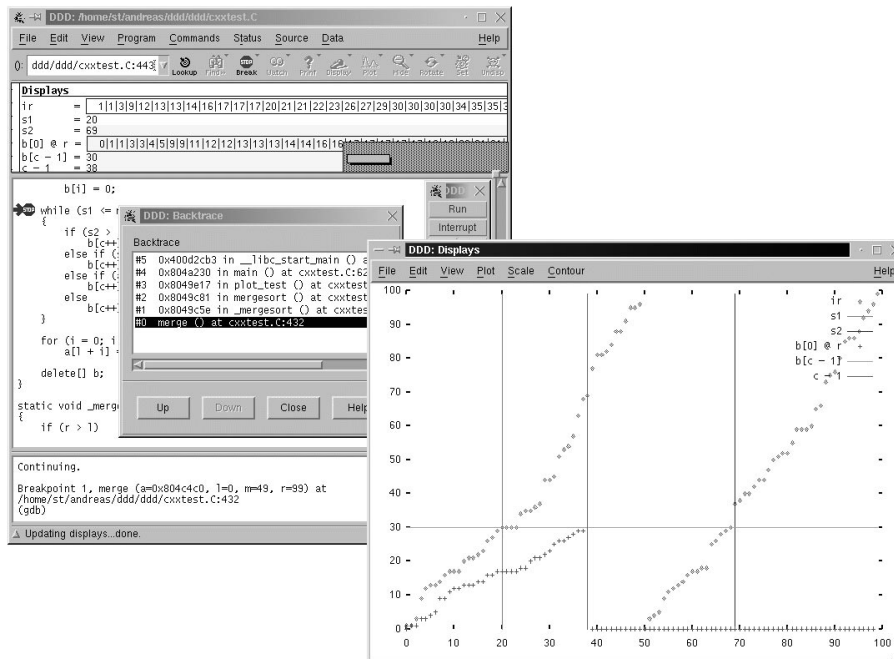 DDD: /home/st/andreas/ddd/ddd/cxxtest.C
File Edit View Program Commands Status Source Data Help
(): ddd/ddd/cxxtest.C:443
Lookup Find» Break Watch Print Display Plot Hide Rotate Set Undisp
Displays
ir = 1|1|3|9|12|13|13|14|16|17|17|17|20|21|21|22|23|26|27|29|30|30|30|30|34|35|35|3
s1 = 20
s2 = 69
b[0] @ r = 0|1|1|3|3|4|5|9|9|11|12|12|13|13|13|14|14|16|16|
b[c - 1] = 30
c - 1 = 38
b[i] = 0;
while (s1 <=
{
if (s2 >
b[c++
else if (
b[c++
else if (
b[c++
else
b[c++
}
for (i = 0; i
a[l + i] =
delete[] b;
}
static void _merg
{
if (r > l)
DDD
Run
Interrupt
DDD: Backtrace
Backtrace
#5 0x400d2cb3 in __libc_start_main () a
#4 0x804a230 in main () at cxxtest.C:62
#3 0x8049e17 in plot_test () at cxxtest
#2 0x8049c81 in mergesort () at cxxtest
#1 0x8049c5e in _mergesort () at cxxtes
#0 merge () at cxxtest.C:432
Up Down Close Help
Continuing.
Breakpoint 1, merge (a=0x804c4c0, l=0, m=49, r=99) at
/home/st/andreas/ddd/ddd/cxxtest.C:432
(gdb)
Updating displays...done.
DDD: Displays
File Edit View Plot Scale Contour Help
100
90
80
70
60
50
40
30
20
10
0
ir
s1
s2
b[0] @ r
b[c - 1]
c - 1
0 10 20 30 40 50 60 70 80 90 100